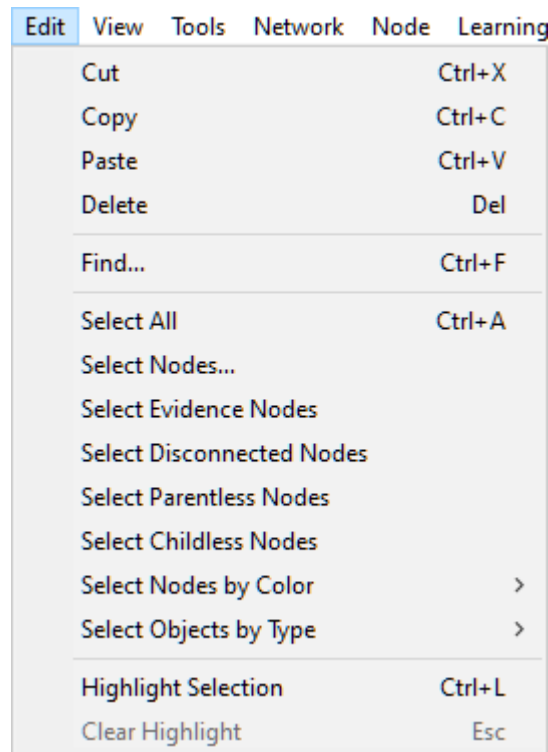 Edit View Tools Network Node Learning
Cut Ctrl+X
Copy Ctrl+C
Paste Ctrl+V
Delete Del
Find... Ctrl+F
Select All Ctrl+A
Select Nodes...
Select Evidence Nodes
Select Disconnected Nodes
Select Parentless Nodes
Select Childless Nodes
Select Nodes by Color >
Select Objects by Type >
Highlight Selection Ctrl+L
Clear Highlight Esc